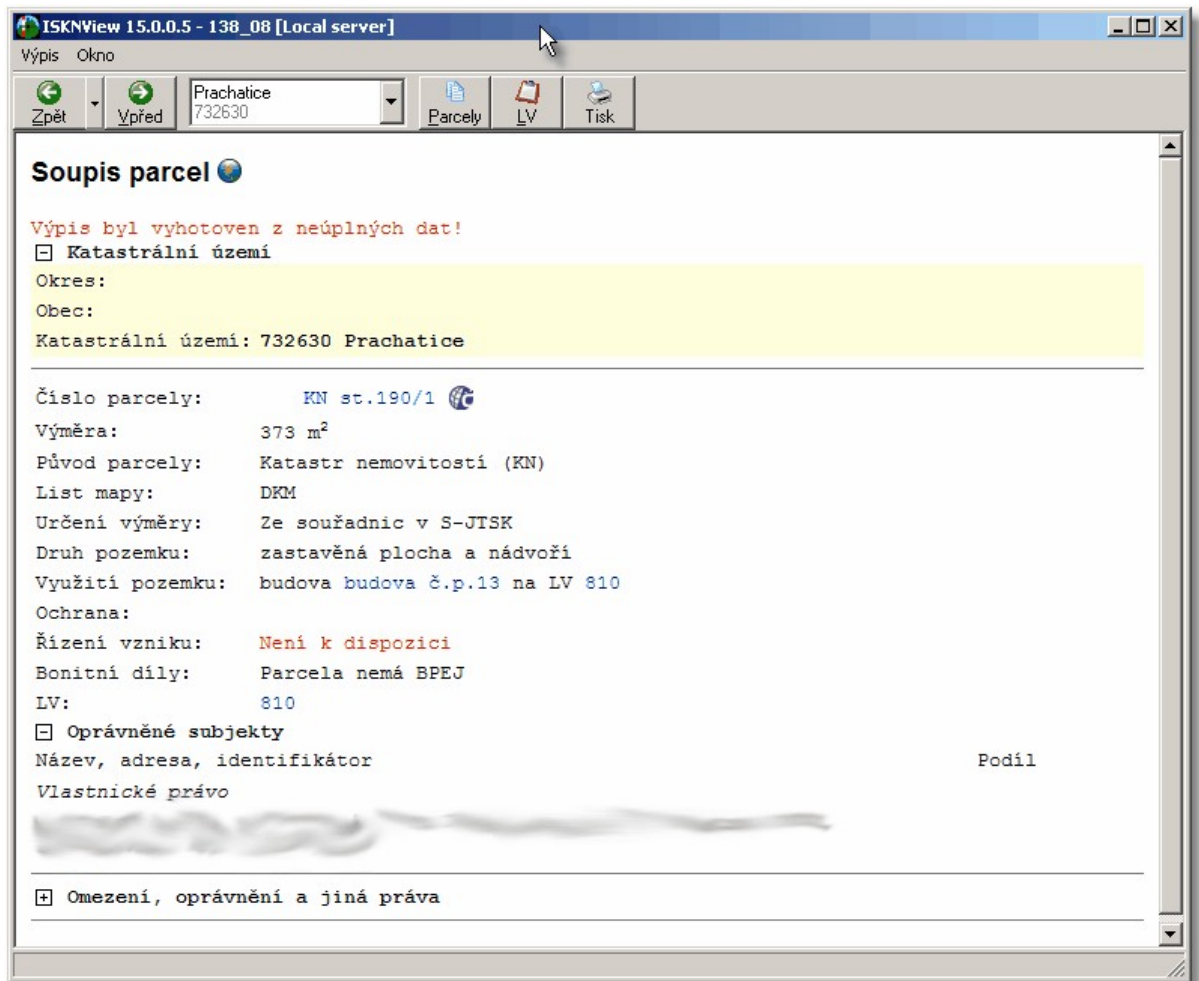 ISKNView 15.0.0.5 - 138_08 [Local server]
Výpis Okno
Zpět Vpřed Prachatice 732630 Parcely LV Tisk
Soupis parcel
Výpis byl vyhotoven z neúplných dat!
Katastrální území
Okres:
Obec:
Katastrální území: 732630 Prachatice
Číslo parcely: KN st.190/1
Výměra: 373 m²
Původ parcely: Katastr nemovitostí (KN)
List mapy: DKM
Určení výměry: Ze souřadnic v S-JTSK
Druh pozemku: zastavěná plocha a nádvoří
Využití pozemku: budova budova č.p.13 na LV 810
Ochrana:
Řízení vzniku: Není k dispozici
Bonitní díly: Parcela nemá BPEJ
LV: 810
Oprávněné subjekty
Název, adresa, identifikátor Podíl
Vlastnické právo
Omezení, oprávnění a jiná práva